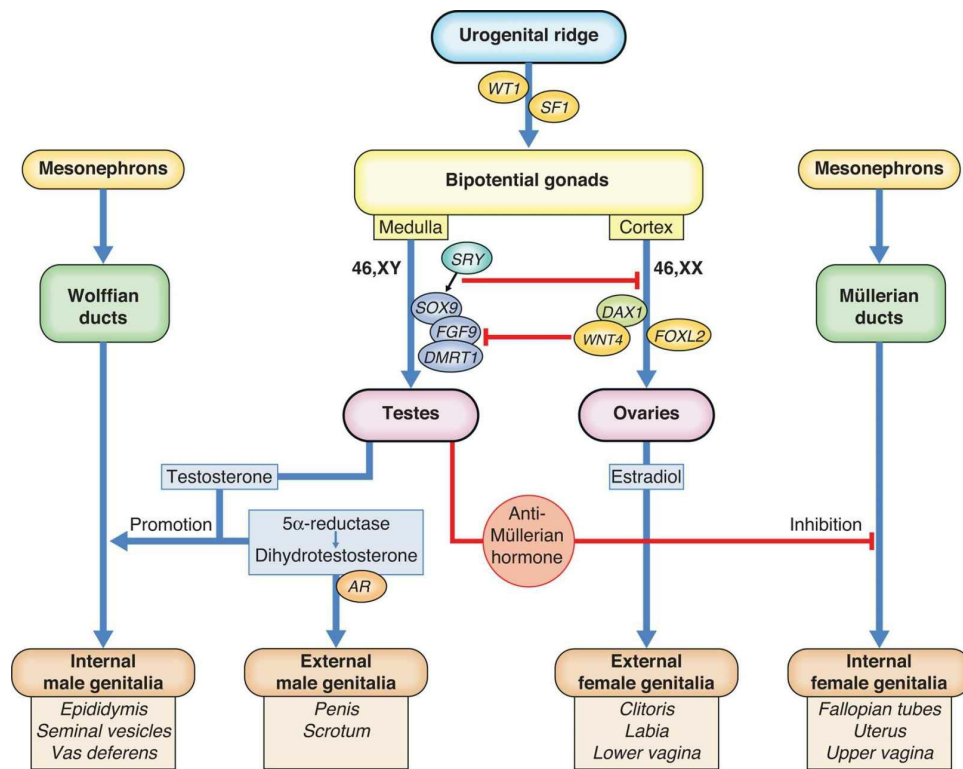 Urogenital ridge
WT1
SF1
Mesonephrons
Bipotential gonads
Mesonephrons
Medulla
Cortex
46,XY
SRY
46,XX
Wolffian
ducts
SOX9
FGF9
DMRT1
DAX1
WNT4
FOXL2
Müllerian
ducts
Testes
Ovaries
Testosterone
Estradiol
Promotion
5α-reductase
Dihydrotestosterone
AR
Anti-
Müllerian
hormone
Inhibition
Internal
male genitalia
Epididymis
Seminal vesicles
Vas deferens
External
male genitalia
Penis
Scrotum
External
female genitalia
Clitoris
Labia
Lower vagina
Internal
female genitalia
Fallopian tubes
Uterus
Upper vagina